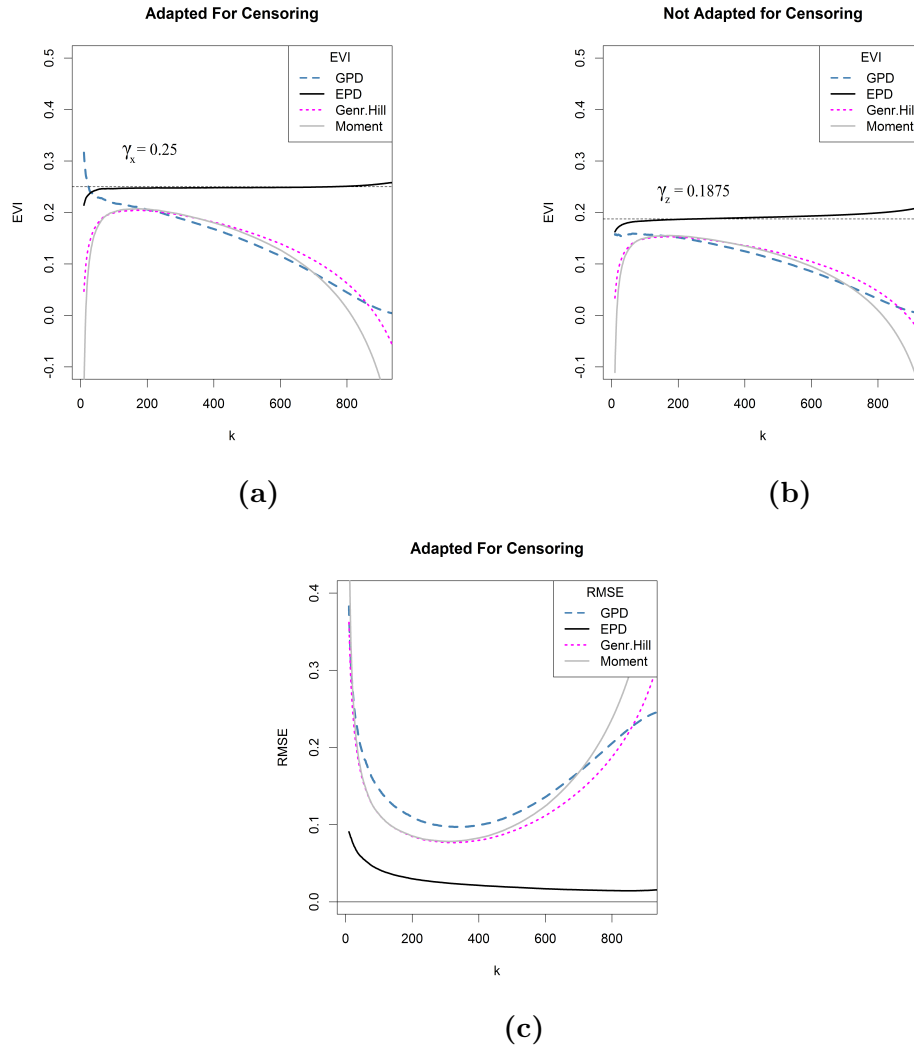 Adapted For Censoring
EVI
0.5
0.4
0.3
0.2
0.1
0.0
-0.1
γx = 0.25
EVI
GPD
EPD
Genr.Hill
Moment
0 200 400 600 800
k
(a)
Not Adapted for Censoring
EVI
0.5
0.4
0.3
0.2
0.1
0.0
-0.1
γz = 0.1875
EVI
GPD
EPD
Genr.Hill
Moment
0 200 400 600 800
k
(b)
Adapted For Censoring
RMSE
0.4
0.3
0.2
0.1
0.0
RMSE
GPD
EPD
Genr.Hill
Moment
0 200 400 600 800
k
(c)